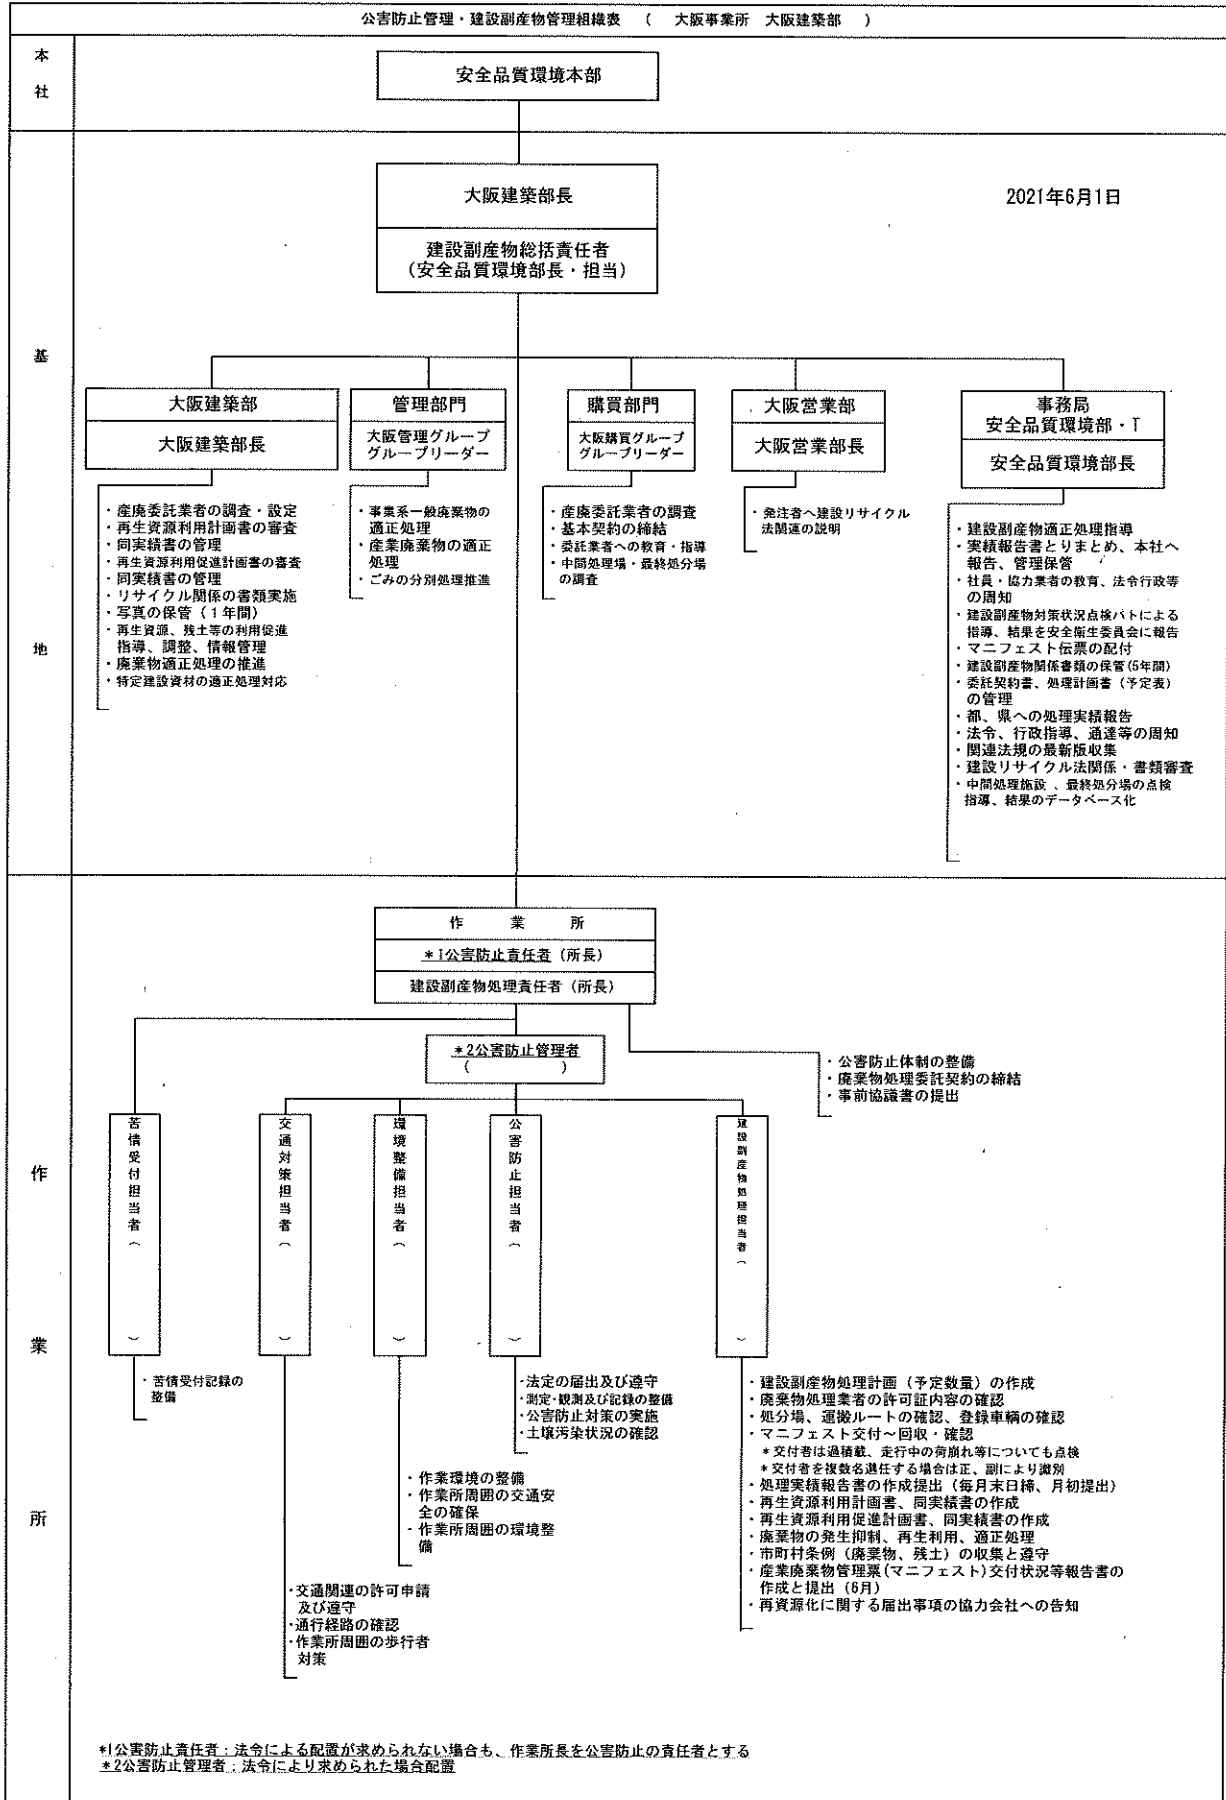 公害防止管理・建設副産物管理組織表 （ 大阪事業所 大阪建築部 ）
本
社
安全品質環境本部
基
地
大阪建築部長
建設副産物総括責任者
(安全品質環境部長・担当)
2021年6月1日
大阪建築部
大阪建築部長
・産廃委託業者の調査・設定
・再生資源利用計画書の審査
・同実績書の管理
・再生資源利用促進計画書の審査
・同実績書の管理
・リサイクル関係の書類実施
・写真の保管（1年間）
・再生資源、残土等の利用促進
指導、調整、情報管理
・廃棄物適正処理の推進
・特定建設資材の適正処理対応
管理部門
大阪管理グループ
グループリーダー
・事業系一般廃棄物の
適正処理
・産業廃棄物の適正
処理
・ごみの分別処理推進
購買部門
大阪購買グループ
グループリーダー
・産廃委託業者の調査
・基本契約の締結
・委託業者への教育・指導
・中間処理場・最終処分場
の調査
大阪営業部
大阪営業部長
・発注者へ建設リサイクル
法関連の説明
事務局
安全品質環境部・T
安全品質環境部長
・建設副産物適正処理指導
・実績報告書とりまとめ、本社へ
報告、管理保管
・社員・協力業者の教育、法令行政等
の周知
・建設副産物対策状況点検パトによる
指導、結果を安全衛生委員会に報告
・マニフェスト伝票の配付
・建設副産物関係書類の保管(5年間)
・委託契約書、処理計画書（予定表）
の管理
・都、県への処理実績報告
・法令、行政指導、通達等の周知
・関連法規の最新版収集
・建設リサイクル法関係・書類審査
・中間処理施設、最終処分場の点検
指導、結果のデータベース化
作
業
所
作 業 所
*1公害防止責任者（所長）
建設副産物処理責任者（所長）
*2公害防止管理者
（ ）
・公害防止体制の整備
・廃棄物処理委託契約の締結
・事前協議書の提出
苦情受付担当者（ ）
・苦情受付記録の
整備
交通対策担当者（ ）
・交通関連の許可申請
及び遵守
・通行経路の確認
・作業所周囲の歩行者
対策
環境整備担当者（ ）
・作業環境の整備
・作業所周囲の交通安
全の確保
・作業所周囲の環境整
備
公害防止担当者（ ）
・法定の届出及び遵守
・測定・観測及び記録の整備
・公害防止対策の実施
・土壌汚染状況の確認
建設副産物処理担当者（ ）
・建設副産物処理計画（予定数量）の作成
・廃棄物処理業者の許可証内容の確認
・処分場、運搬ルートの確認、登録車輌の確認
・マニフェスト交付～回収・確認
*交付者は過積載、走行中の荷崩れ等についても点検
*交付者を複数名選任する場合は正、副により識別
・処理実績報告書の作成提出（毎月末日締、月初提出）
・再生資源利用計画書、同実績書の作成
・再生資源利用促進計画書、同実績書の作成
・廃棄物の発生抑制、再生利用、適正処理
・市町村条例（廃棄物、残土）の収集と遵守
・産業廃棄物管理票(マニフェスト)交付状況等報告書の
作成と提出（6月）
・再資源化に関する届出事項の協力会社への告知
*1公害防止責任者：法令による配置が求められない場合も、作業所長を公害防止の責任者とする
*2公害防止管理者：法令により求められた場合配置